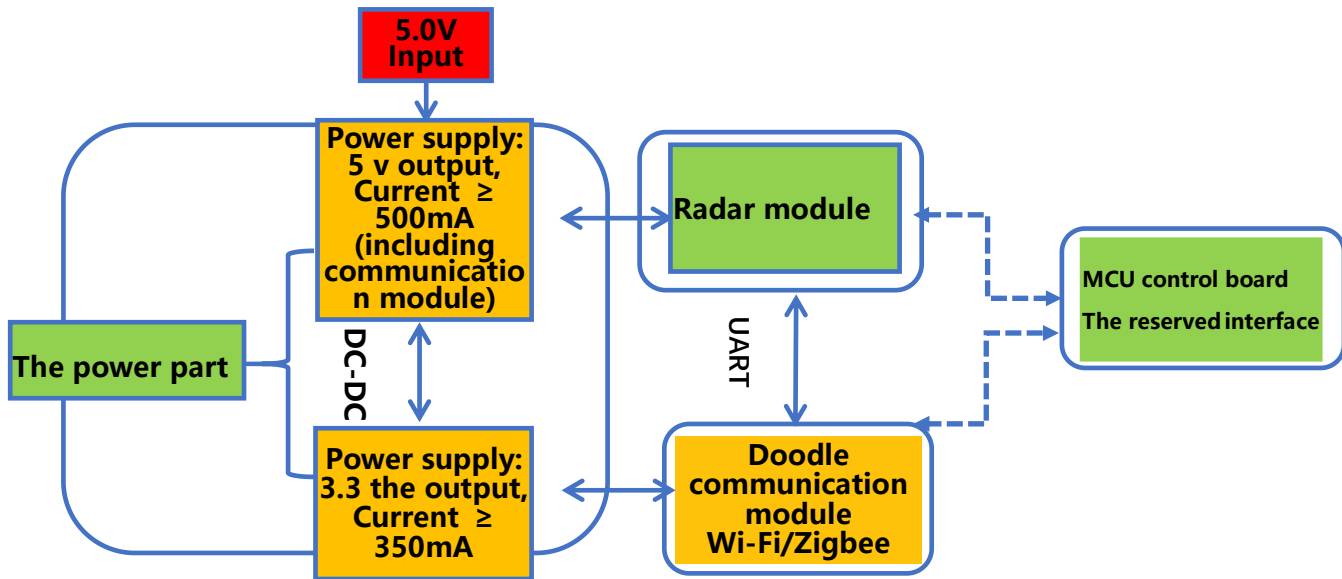 5.0V
Input
Power supply:
5 v output,
Current ≥
500mA
(including
communicatio
n module)
Radar module
MCU control board
The reserved interface
The power part
DC-DC
UART
Power supply:
3.3 the output,
Current ≥
350mA
Doodle
communication
module
Wi-Fi/Zigbee